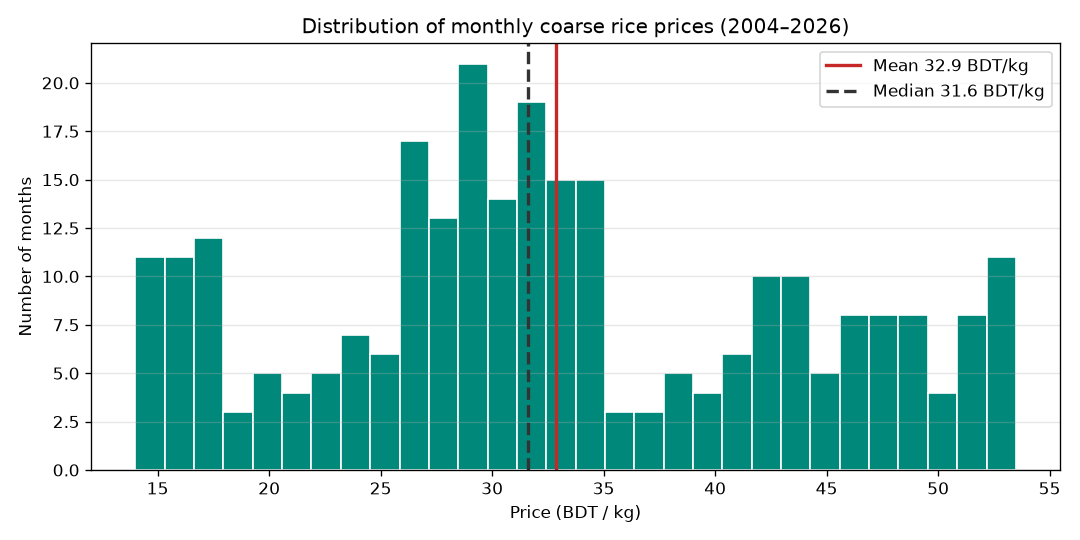 Distribution of monthly coarse rice prices (2004–2026)
Mean 32.9 BDT/kg
Median 31.6 BDT/kg
Number of months
20.0
17.5
15.0
12.5
10.0
7.5
5.0
2.5
0.0
15 20 25 30 35 40 45 50 55
Price (BDT / kg)